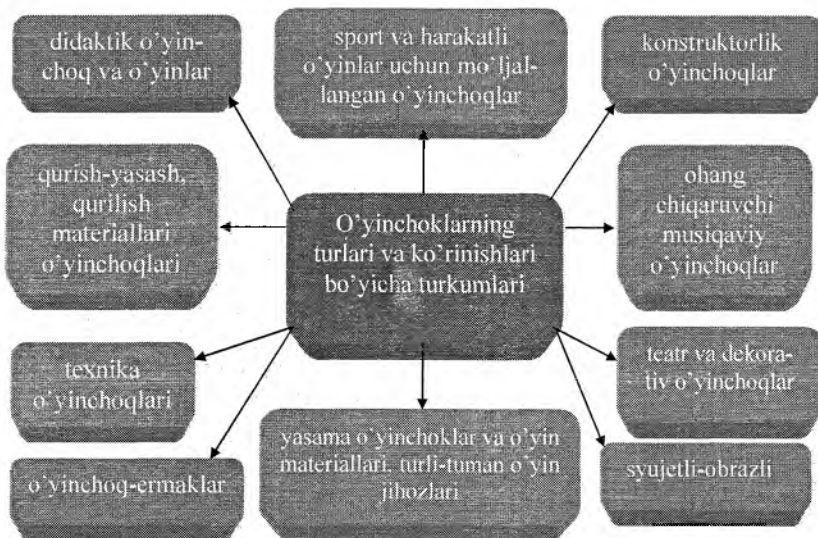 didaktik o’yin-
choq va o’yinlar
sport va harakatli
o’yinlar uchun mo’ljal-
langan o’yinchoqlar
konstruktorlik
o’yinchoqlar
qurish-yasash,
qurilish
materiallari
o’yinchoqlari
O’yinchoklarning
turlari va ko’rinishlari
bo’yicha turkumlari
ohang
chiqaruvchi
musiqaviy
o’yinchoqlar
texnika
o’yinchoqlari
teatr va dekora-
tiv o’yinchoqlar
yasama o’yinchoklar va o’yin
materiallari, turli-tuman o’yin
jihozlari
o’yinchoq-ermaklar
syujetli-obrazli